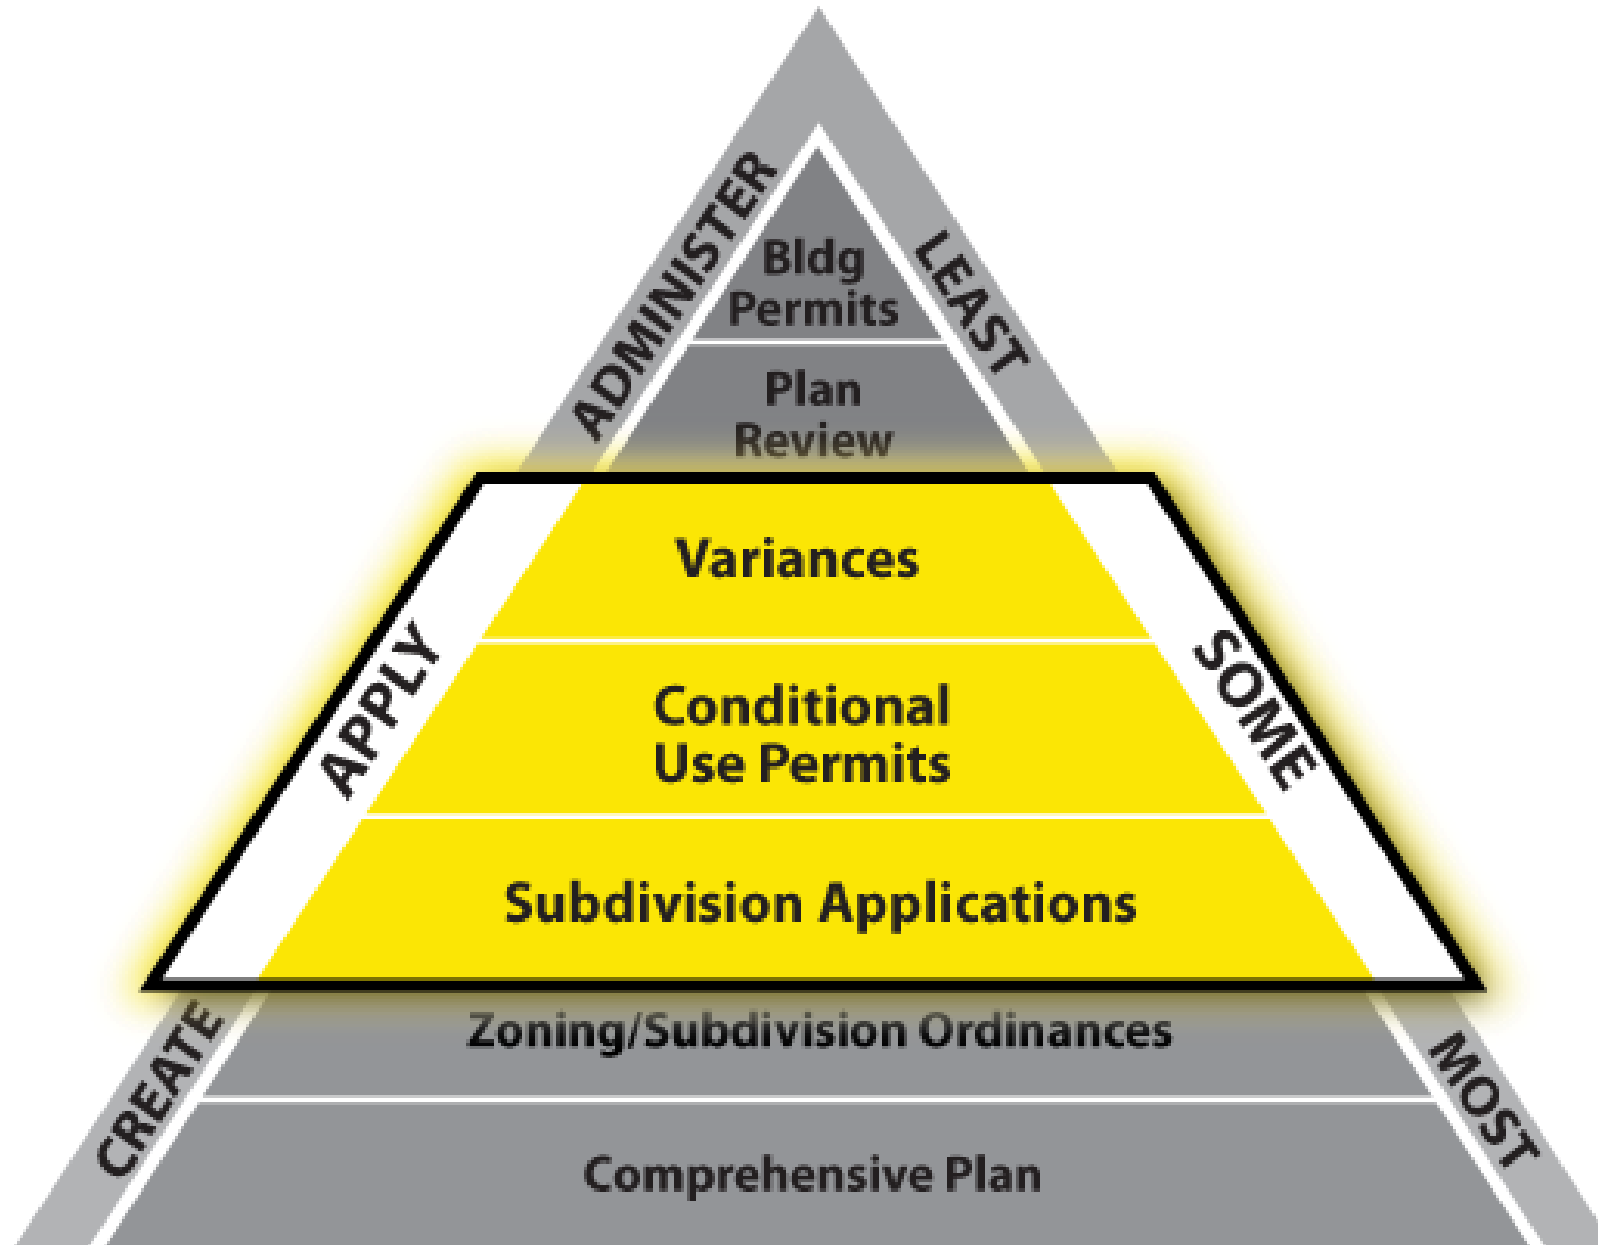 ADMINISTER
LEAST
Bldg
Permits
Plan
Review
APPLY
SOME
Variances
Conditional
Use Permits
Subdivision Applications
CREATE
MOST
Zoning/Subdivision Ordinances
Comprehensive Plan